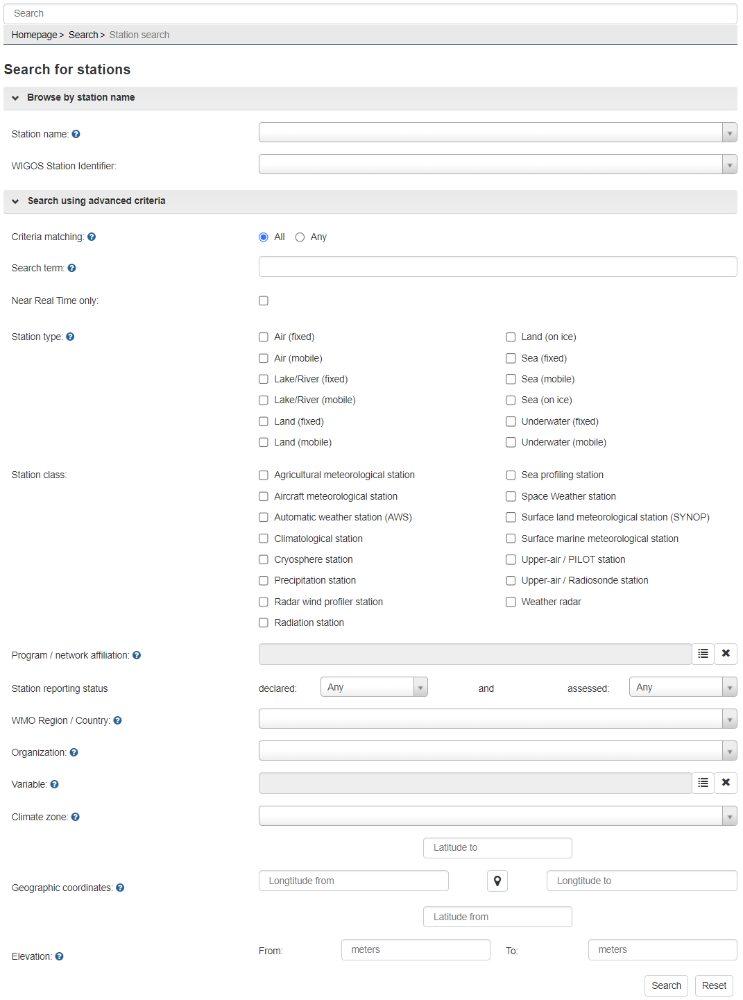 Search
Homepage > Search > Station search
Search for stations
Browse by station name
Station name:
WIGOS Station Identifier:
Search using advanced criteria
Criteria matching: All Any
Search term:
Near Real Time only:
Station type: Air (fixed) Land (on ice)
Air (mobile) Sea (fixed)
Lake/River (fixed) Sea (mobile)
Lake/River (mobile) Sea (on ice)
Land (fixed) Underwater (fixed)
Land (mobile) Underwater (mobile)
Station class: Agricultural meteorological station Sea profiling station
Aircraft meteorological station Space Weather station
Automatic weather station (AWS) Surface land meteorological station (SYNOP)
Climatological station Surface marine meteorological station
Cryosphere station Upper-air / PILOT station
Precipitation station Upper-air / Radiosonde station
Radar wind profiler station Weather radar
Radiation station
Program / network affiliation:
Station reporting status declared: Any and assessed: Any
WMO Region / Country:
Organization:
Variable:
Climate zone:
Latitude to
Geographic coordinates: Longtitude from Longtitude to
Latitude from
Elevation: From: meters To: meters
Search Reset